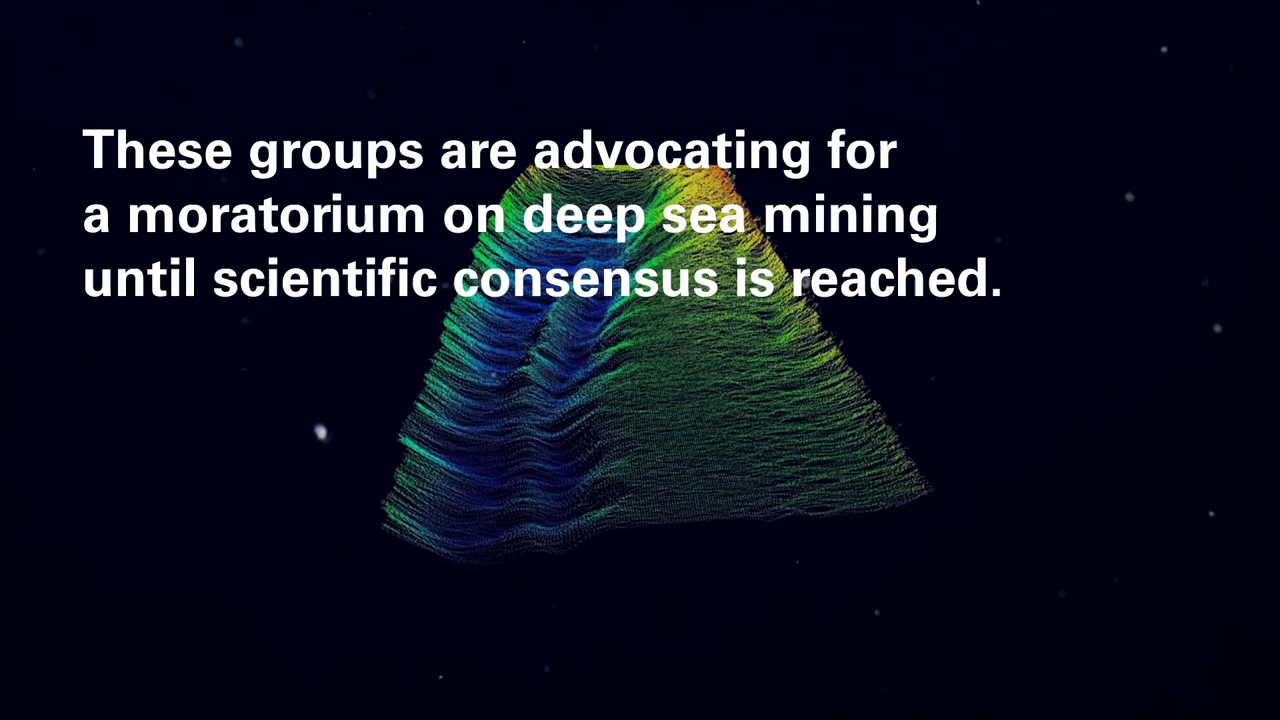 These groups are advocating for
a moratorium on deep sea mining
until scientific consensus is reached.